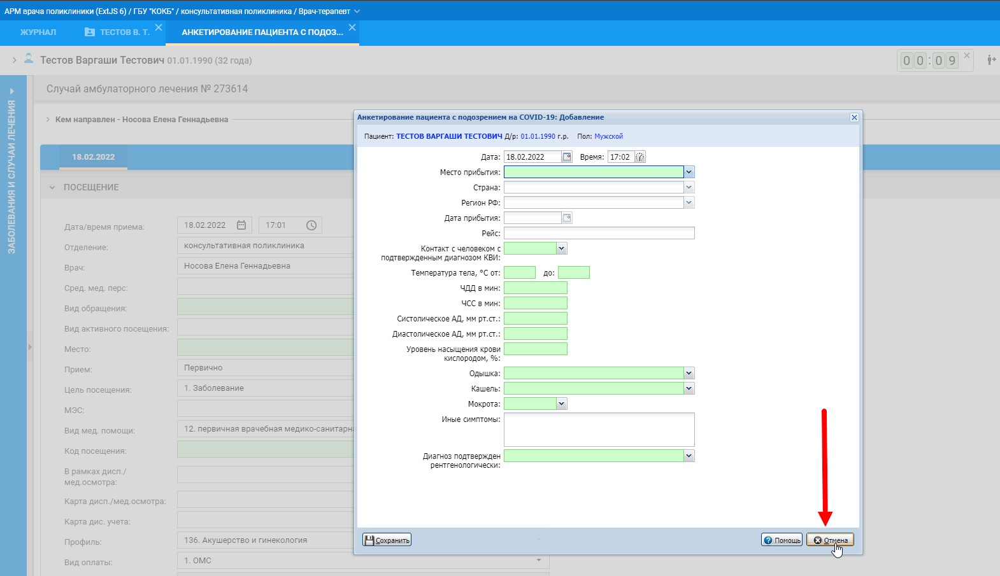 АРМ врача поликлиники (ExtJS 6) / ГБУ "КОКБ" / консультативная поликлиника / Врач-терапевт
ЖУРНАЛ
ТЕСТОВ В. Т.
АНКЕТИРОВАНИЕ ПАЦИЕНТА С ПОДОЗ...
Тестов Варгаши Тестович 01.01.1990 (32 года)
00:09
Случай амбулаторного лечения № 273614
ЗАБОЛЕВАНИЯ И СЛУЧАИ ЛЕЧЕНИЯ
Кем направлен - Носова Елена Геннадьевна
18.02.2022
ПОСЕЩЕНИЕ
Дата/время приема: 18.02.2022 17:01
Отделение: консультативная поликлиника
Врач: Носова Елена Геннадьевна
Сред. мед. перс:
Вид обращения:
Вид активного посещения:
Место:
Прием: Первично
Цель посещения: 1. Заболевание
МЭС:
Вид мед. помощи: 12. первичная врачебная медико-санитарна
Код посещения:
В рамках дисп./
мед.осмотра:
Карта дисп./мед.осмотра:
Карта дис. учета:
Профиль: 136. Акушерство и гинекология
Вид оплаты: 1. ОМС
Анкетирование пациента с подозрением на COVID-19: Добавление
Пациент: ТЕСТОВ ВАРГАШИ ТЕСТОВИЧ Д/р: 01.01.1990 г.р. Пол: Мужской
Дата: 18.02.2022 Время: 17:02
Место прибытия:
Страна:
Регион РФ:
Дата прибытия:
Рейс:
Контакт с человеком с
подтвержденным диагнозом КВИ:
Температура тела, °C от: до:
ЧДД в мин:
ЧСС в мин:
Систолическое АД, мм рт.ст.:
Диастолическое АД, мм рт.ст.:
Уровень насыщения крови
кислородом, %:
Одышка:
Кашель:
Мокрота:
Иные симптомы:
Диагноз подтвержден
рентгенологически:
Сохранить
Помощь
Отмена